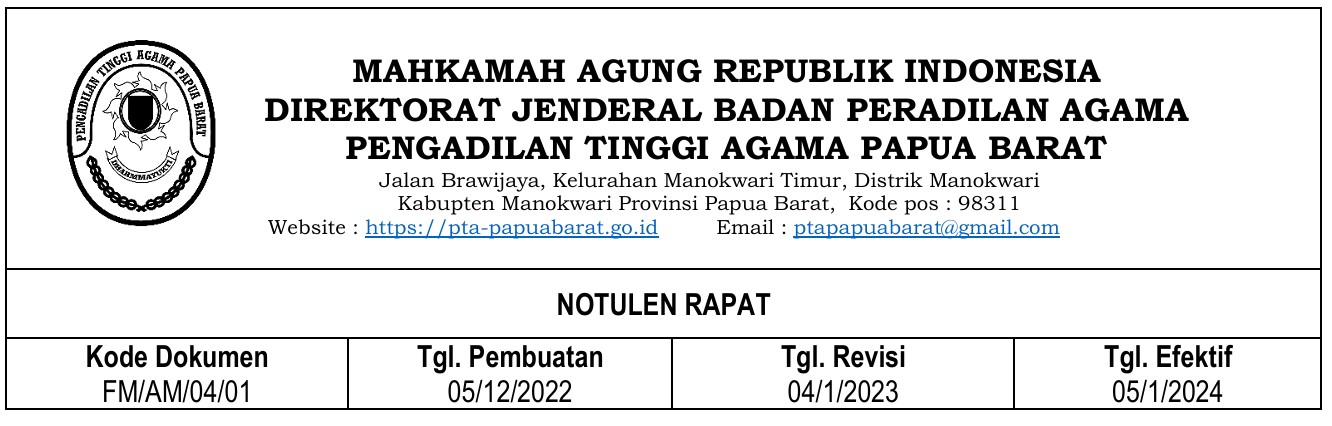 PENGADILAN TINGGI AGAMA PAPUA BARAT
DHARMMAYUKTI
MAHKAMAH AGUNG REPUBLIK INDONESIA
DIREKTORAT JENDERAL BADAN PERADILAN AGAMA
PENGADILAN TINGGI AGAMA PAPUA BARAT
Jalan Brawijaya, Kelurahan Manokwari Timur, Distrik Manokwari
Kabupten Manokwari Provinsi Papua Barat, Kode pos : 98311
Website : https://pta-papuabarat.go.id Email : ptapapuabarat@gmail.com
NOTULEN RAPAT
Kode Dokumen Tgl. Pembuatan Tgl. Revisi Tgl. Efektif
FM/AM/04/01 05/12/2022 04/1/2023 05/1/2024